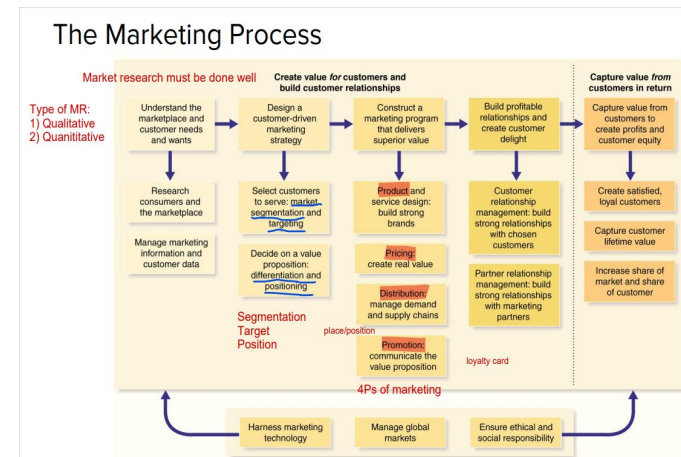 The Marketing Process
Market research must be done well
Create value for customers and
build customer relationships
Capture value from
customers in return
Type of MR:
1) Qualitative
2) Quanititative
Understand the
marketplace and
customer needs
and wants
Design a
customer-driven
marketing
strategy
Construct a
marketing program
that delivers
superior value
Build profitable
relationships and
create customer
delight
Capture value from
customers to
create profits and
customer equity
Research
consumers and
the marketplace
Manage marketing
information and
customer data
Select customers
to serve: market
segmentation and
targeting
Decide on a value
proposition:
differentiation and
positioning
Segmentation
Target
Position
Product and
service design:
build strong
brands
Pricing:
create real value
Distribution:
manage demand
and supply chains
place/position
Promotion:
communicate the
value proposition
4Ps of marketing
Customer
relationship
management: build
strong relationships
with chosen
customers
Partner relationship
management: build
strong relationships
with marketing
partners
loyalty card
Create satisfied,
loyal customers
Capture customer
lifetime value
Increase share of
market and share
of customer
Harness marketing
technology
Manage global
markets
Ensure ethical and
social responsibility